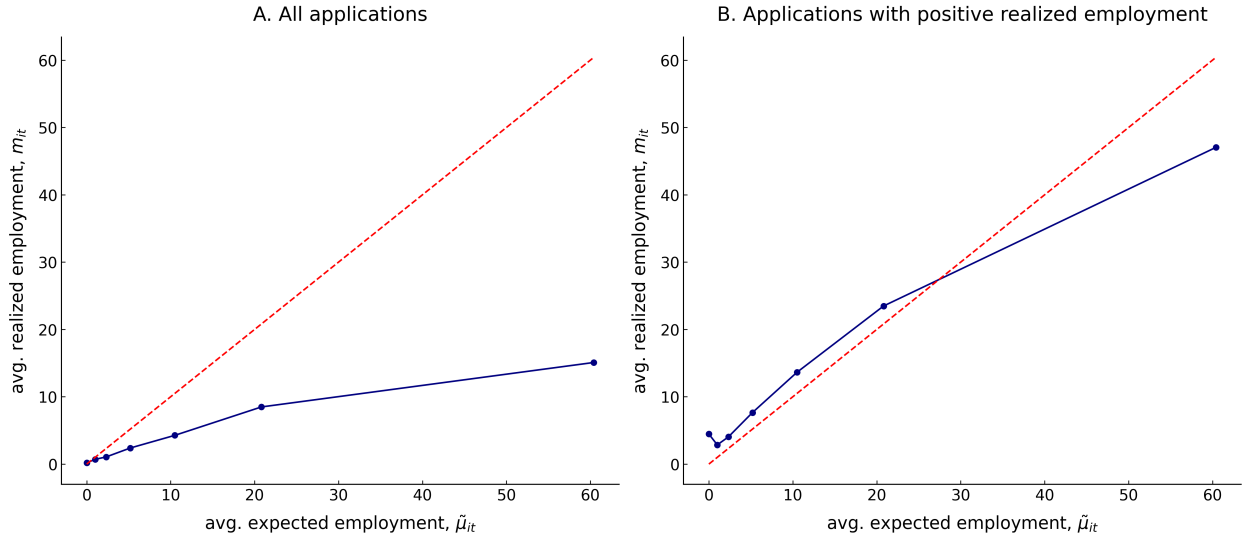 A. All applications
60
50
40
30
20
10
0
avg. realized employment, m_it
0 10 20 30 40 50 60
avg. expected employment, μ̃_it
B. Applications with positive realized employment
60
50
40
30
20
10
0
avg. realized employment, m_it
0 10 20 30 40 50 60
avg. expected employment, μ̃_it